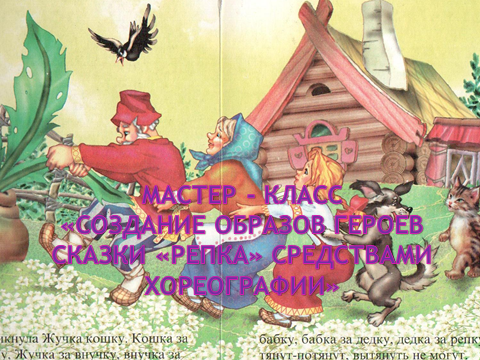 МАСТЕР – КЛАСС
«СОЗДАНИЕ ОБРАЗОВ ГЕРОЕВ
СКАЗКИ «РЕПКА» СРЕДСТВАМИ
ХОРЕОГРАФИИ»
икнула Жучка кошку. Кошка за
у, Жучка за внучку, внучка за
бабку, бабка за дедку, дедка за репку
тянут-потянут, вытянуть не могут.